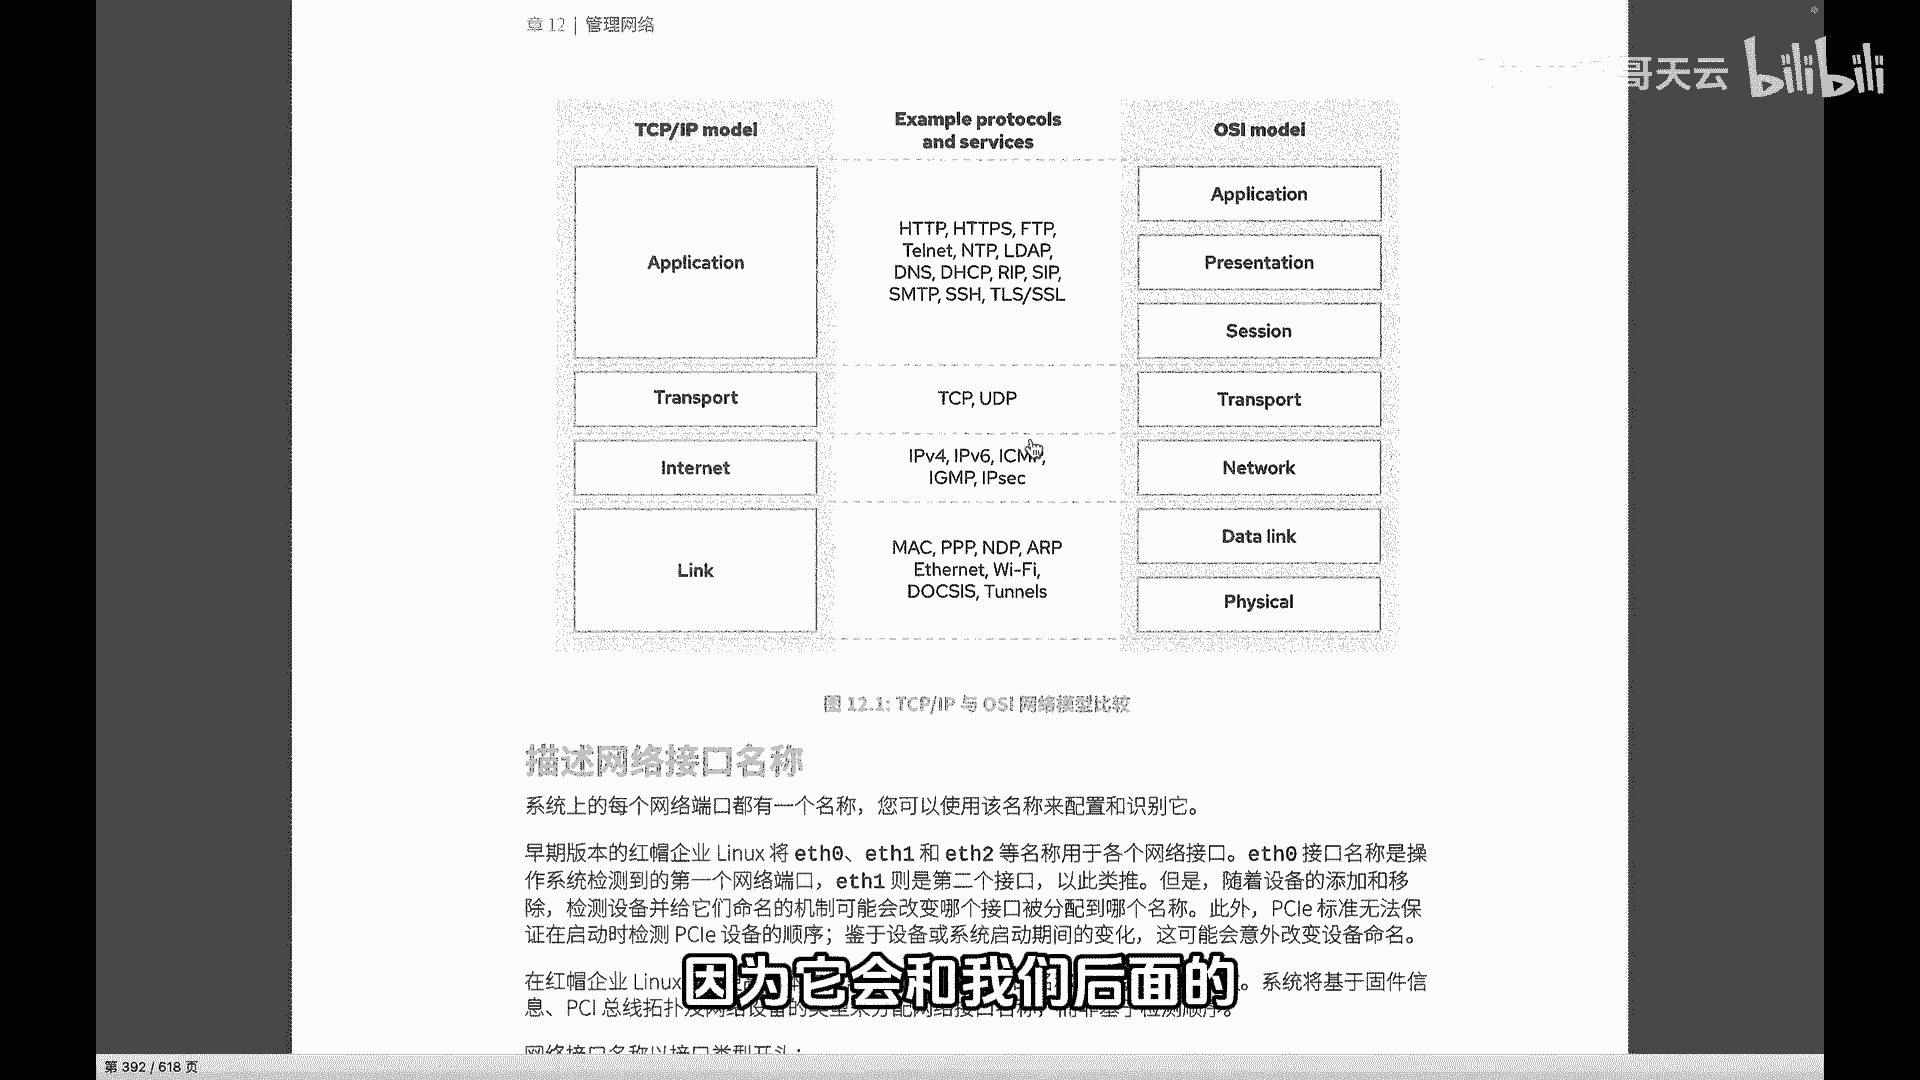 章 12 | 管理网络
哥天云 bilibili
TCP/IP model
Example protocols
and services
OSI model
Application
HTTP, HTTPS, FTP,
Telnet, NTP, LDAP,
DNS, DHCP, RIP, SIP,
SMTP, SSH, TLS/SSL
Application
Presentation
Session
Transport
TCP, UDP
Transport
Internet
IPv4, IPv6, ICMP,
IGMP, IPsec
Network
Link
MAC, PPP, NDP, ARP
Ethernet, Wi-Fi,
DOCSIS, Tunnels
Data link
Physical
图 12.1: TCP/IP 与 OSI 网络模型比较
描述网络接口名称
系统上的每个网络端口都有一个名称，您可以使用该名称来配置和识别它。
早期版本的红帽企业 Linux 将 eth0、eth1 和 eth2 等名称用于各个网络接口。eth0 接口名称是操
作系统检测到的第一个网络端口，eth1 则是第二个接口，以此类推。但是，随着设备的添加和移
除，检测设备并给它们命名的机制可能会改变哪个接口被分配到哪个名称。此外，PCIe 标准无法保
证在启动时检测 PCIe 设备的顺序；鉴于设备或系统启动期间的变化，这可能会意外改变设备命名。
在红帽企业 Linux 系统将基于固件信
息、PCI 总线拓扑及网络设备的类型来分配网络接口名称，而非基于检测顺序。
因为它会和我们后面的
网络接口名称以接口类型开头：
第 392 / 618 页